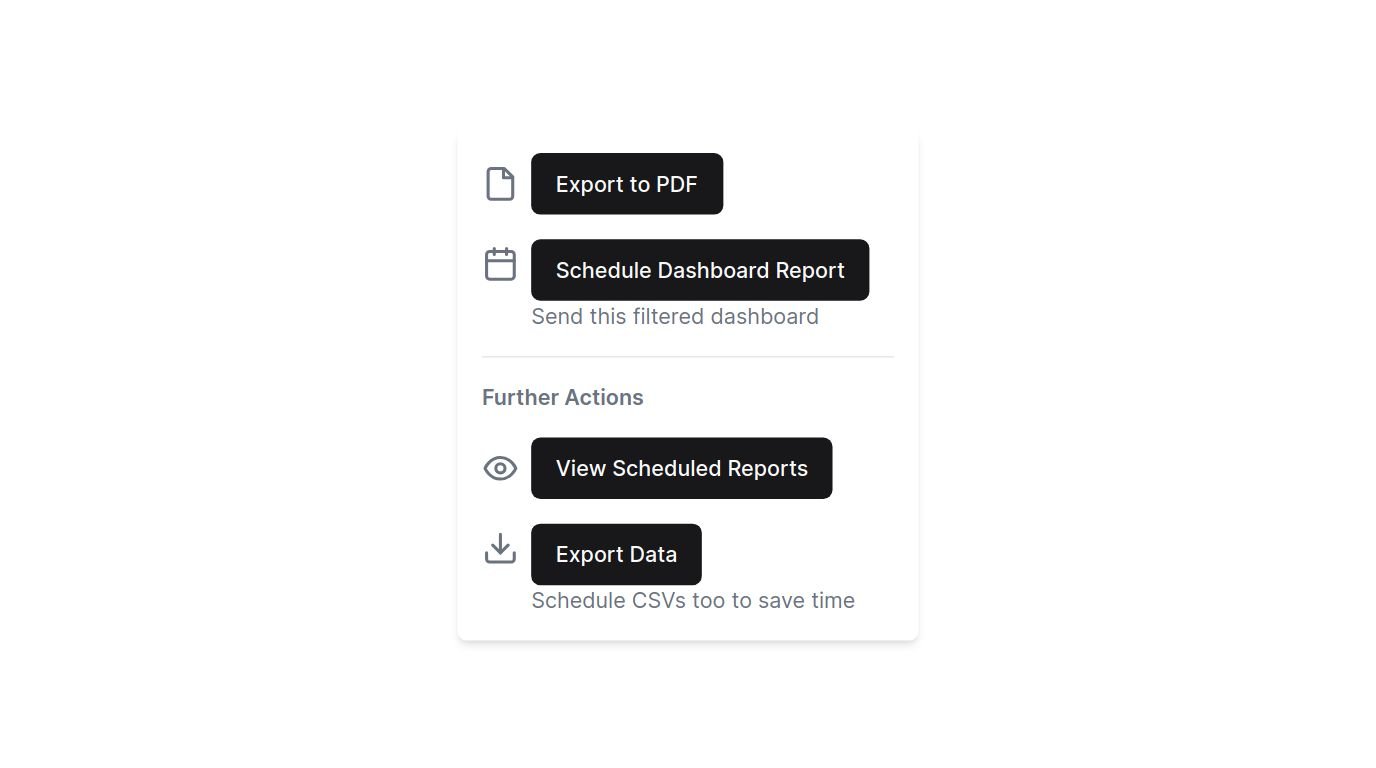 Export to PDF
Schedule Dashboard Report
Send this filtered dashboard
Further Actions
View Scheduled Reports
Export Data
Schedule CSVs too to save time